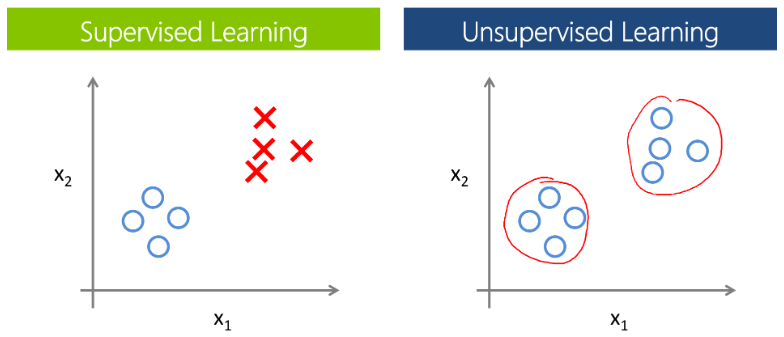 Supervised Learning
Unsupervised Learning
x₂
x₁
x₂
x₁